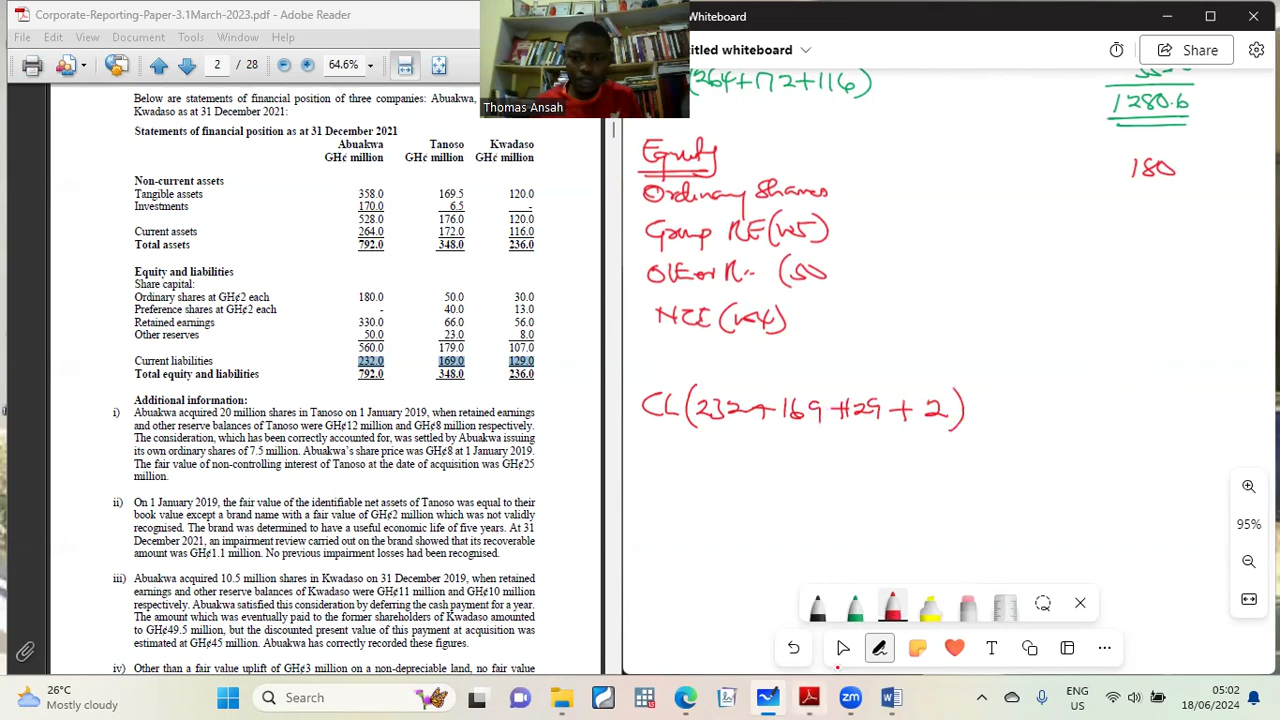 Corporate-Reporting-Paper-3.1March-2023.pdf - Adobe Reader
File Edit View Document Tools Window Help
2 / 28 64.6%
Below are statements of financial position of three companies: Abuakwa,
Kwadaso as at 31 December 2021:
Statements of financial position as at 31 December 2021
Abuakwa Tanoso Kwadaso
GH¢ million GH¢ million GH¢ million
Non-current assets
Tangible assets 358.0 169.5 120.0
Investments 170.0 6.5 -
528.0 176.0 120.0
Current assets 264.0 172.0 116.0
Total assets 792.0 348.0 236.0
Equity and liabilities
Share capital:
Ordinary shares at GH¢2 each 180.0 50.0 30.0
Preference shares at GH¢2 each - 40.0 13.0
Retained earnings 330.0 66.0 56.0
Other reserves 50.0 23.0 8.0
560.0 179.0 107.0
Current liabilities 232.0 169.0 129.0
Total equity and liabilities 792.0 348.0 236.0
Additional information:
i) Abuakwa acquired 20 million shares in Tanoso on 1 January 2019, when retained
earnings and other reserve balances of Tanoso were GH¢12 million and GH¢8 million respectively.
The consideration, which has been correctly accounted for, was settled by Abuakwa issuing
its own ordinary shares of 7.5 million. Abuakwa's share price was GH¢8 at 1 January 2019.
The fair value of non-controlling interest of Tanoso at the date of acquisition was GH¢25
million.
ii) On 1 January 2019, the fair value of the identifiable net assets of Tanoso was equal to their
book value except a brand name with a fair value of GH¢2 million which was not validly
recognised. The brand was determined to have a useful economic life of five years. At 31
December 2021, an impairment review carried out on the brand showed that its recoverable
amount was GH¢1.1 million. No previous impairment losses had been recognised.
iii) Abuakwa acquired 10.5 million shares in Kwadaso on 31 December 2019, when retained
earnings and other reserve balances of Kwadaso were GH¢11 million and GH¢10 million
respectively. Abuakwa satisfied this consideration by deferring the cash payment for a year.
The amount which was eventually paid to the former shareholders of Kwadaso amounted
to GH¢49.5 million, but the discounted present value of this payment at acquisition was
estimated at GH¢45 million. Abuakwa has correctly recorded these figures.
iv) Other than a fair value uplift of GH¢3 million on a non-depreciable land, no fair value
Thomas Ansah
Whiteboard
titled whiteboard
Share
(264+172+116)
1280.6
Equity
180
Ordinary Shares
Group RE(w5)
(50
NCI (w4)
CL(232+169+129+2)
95%
26°C
Mostly cloudy
Search
ENG
US
05:02
18/06/2024